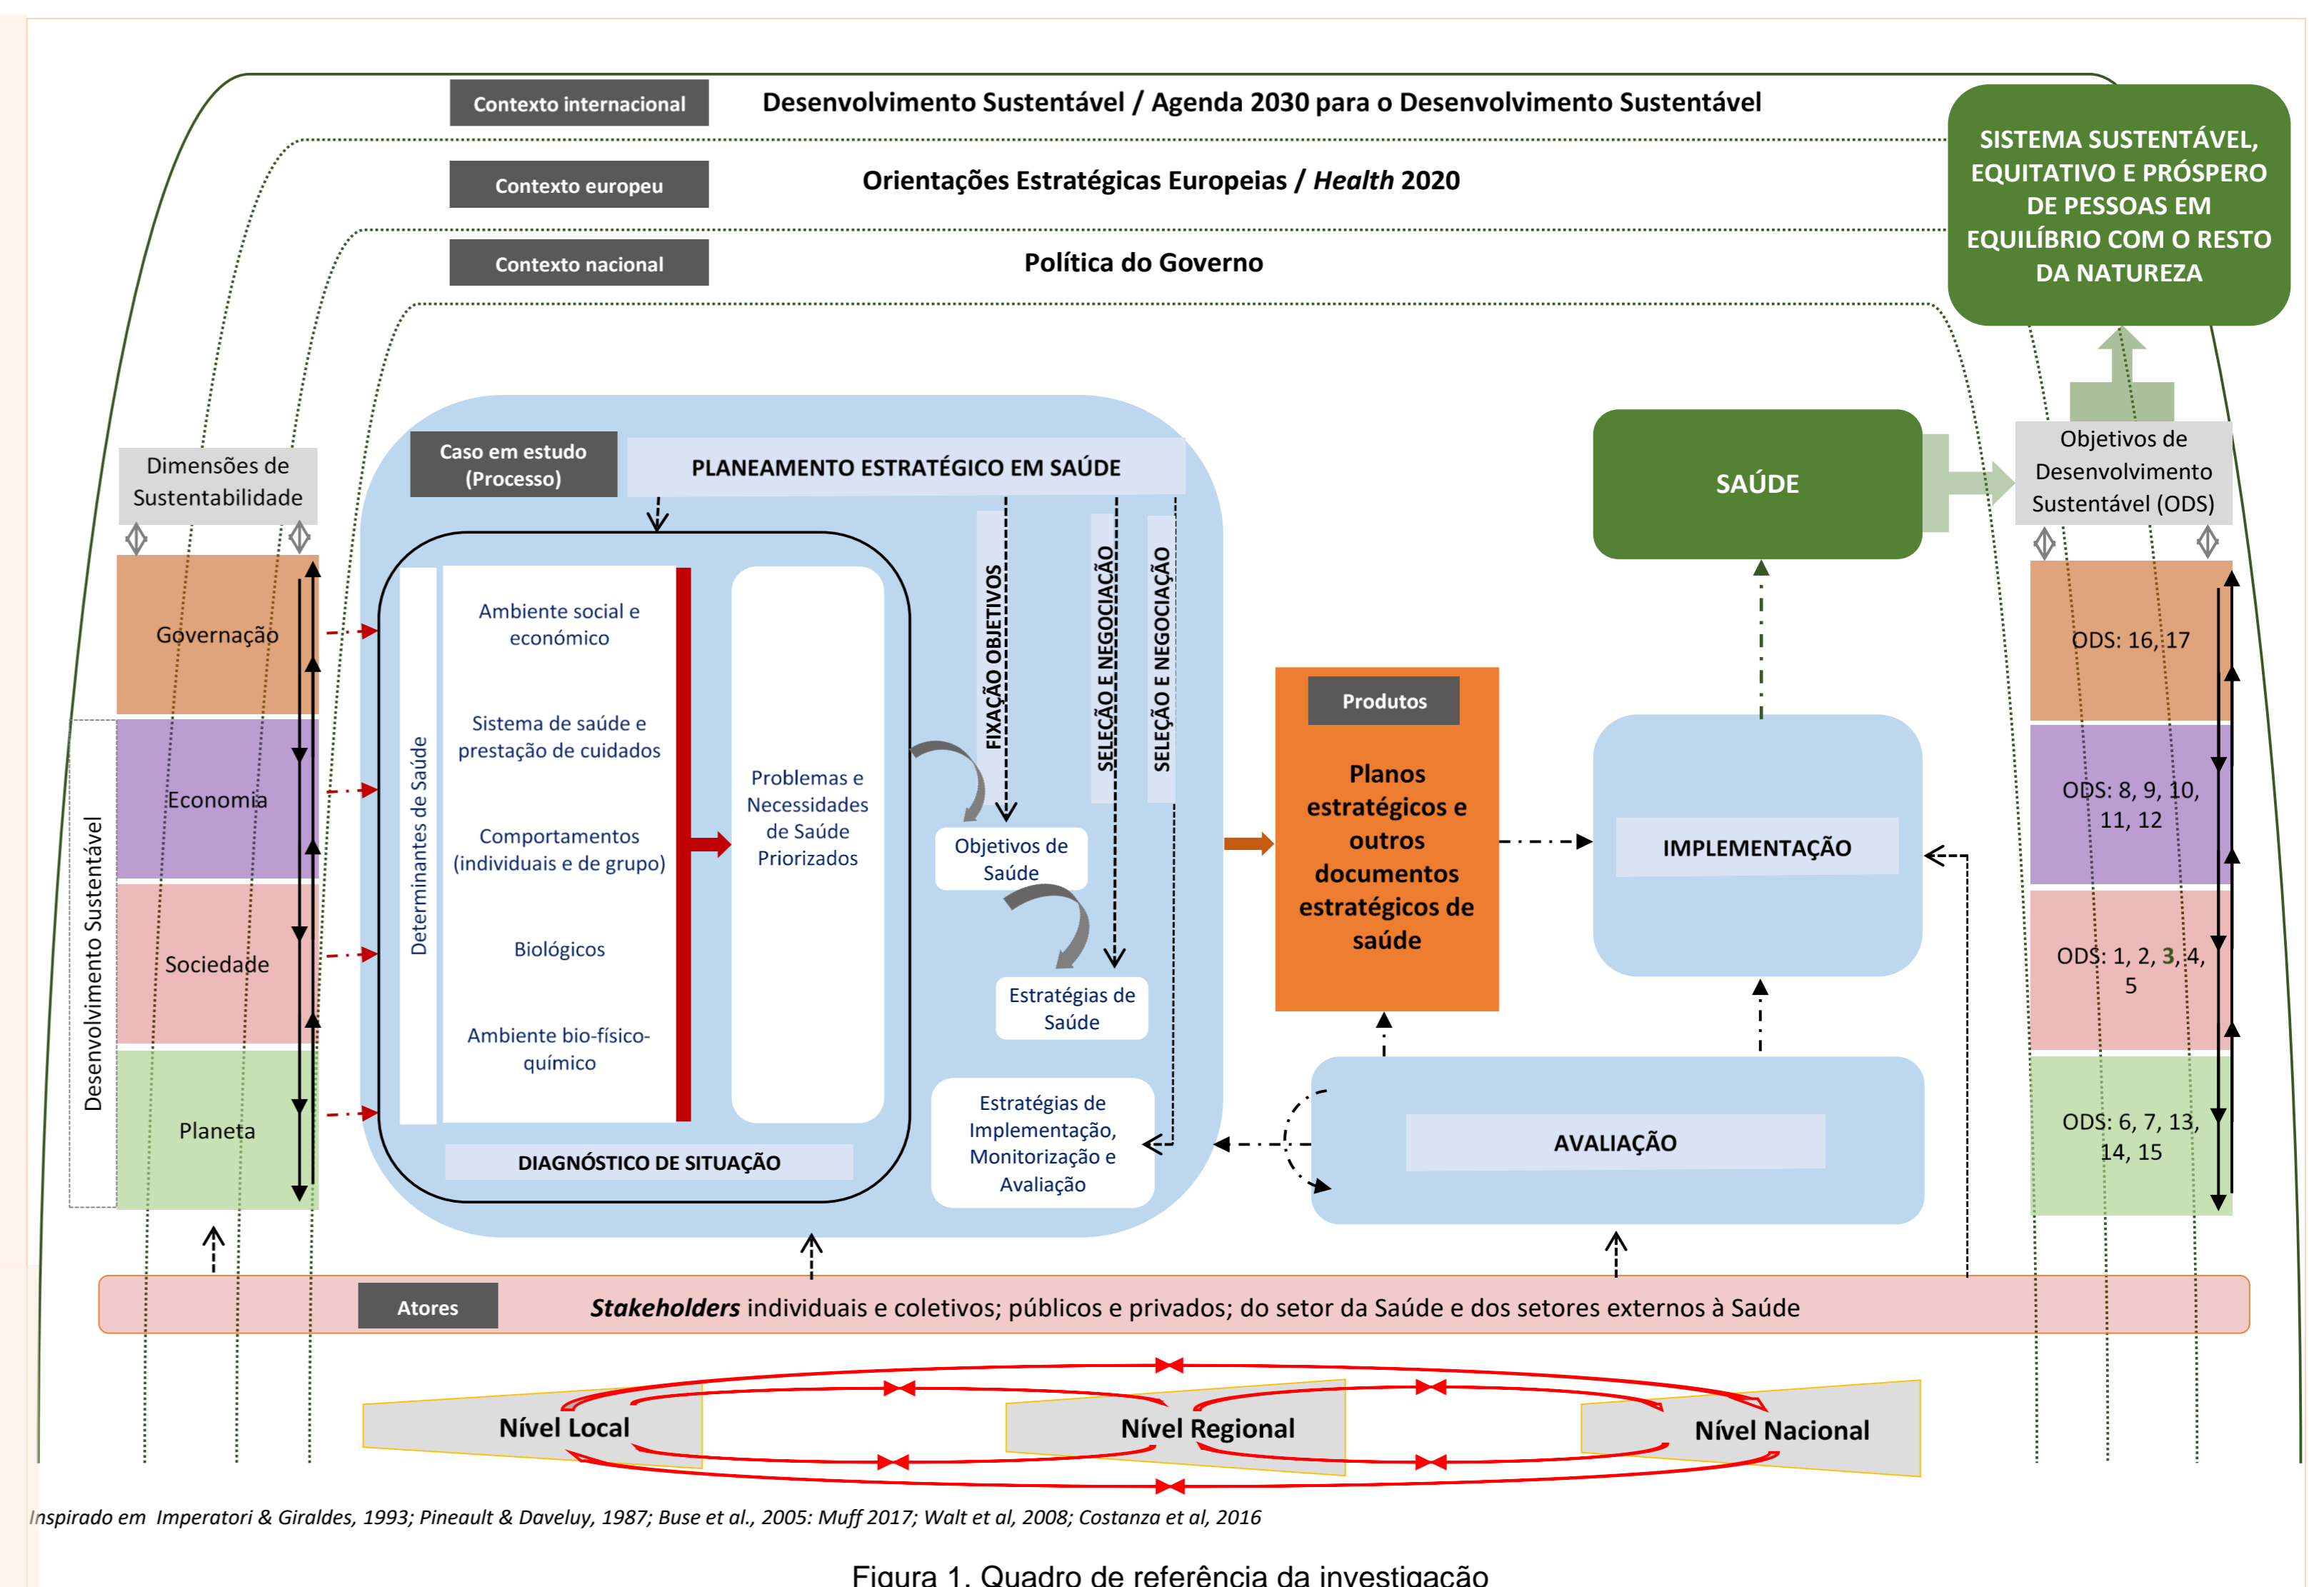 Contexto internacional
Desenvolvimento Sustentável / Agenda 2030 para o Desenvolvimento Sustentável
Contexto europeu
Orientações Estratégicas Europeias / Health 2020
Contexto nacional
Política do Governo
SISTEMA SUSTENTÁVEL,
EQUITATIVO E PRÓSPERO
DE PESSOAS EM
EQUILÍBRIO COM O RESTO
DA NATUREZA
Dimensões de
Sustentabilidade
Governação
Economia
Sociedade
Planeta
Desenvolvimento Sustentável
Caso em estudo
(Processo)
PLANEAMENTO ESTRATÉGICO EM SAÚDE
Determinantes de Saúde
Ambiente social e
económico
Sistema de saúde e
prestação de cuidados
Comportamentos
(individuais e de grupo)
Biológicos
Ambiente bio-físico-
químico
Problemas e
Necessidades
de Saúde
Priorizados
DIAGNÓSTICO DE SITUAÇÃO
FIXAÇÃO OBJETIVOS
SELEÇÃO E NEGOCIAÇÃO
SELEÇÃO E NEGOCIAÇÃO
Objetivos de
Saúde
Estratégias de
Saúde
Estratégias de
Implementação,
Monitorização e
Avaliação
Produtos
Planos
estratégicos e
outros
documentos
estratégicos de
saúde
SAÚDE
IMPLEMENTAÇÃO
AVALIAÇÃO
Objetivos de
Desenvolvimento
Sustentável (ODS)
ODS: 16, 17
ODS: 8, 9, 10,
11, 12
ODS: 1, 2, 3, 4,
5
ODS: 6, 7, 13,
14, 15
Atores
Stakeholders individuais e coletivos; públicos e privados; do setor da Saúde e dos setores externos à Saúde
Nível Local
Nível Regional
Nível Nacional
Inspirado em Imperatori & Giraldes, 1993; Pineault & Daveluy, 1987; Buse et al., 2005: Muff 2017; Walt et al, 2008; Costanza et al, 2016
Figura 1. Quadro de referência da investigação